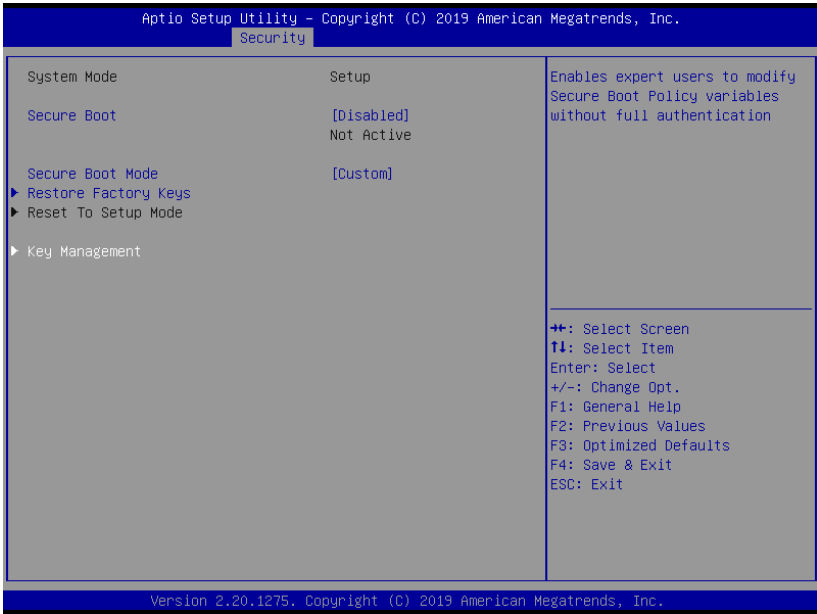 Aptio Setup Utility – Copyright (C) 2019 American Megatrends, Inc.
Security
System Mode Setup
Secure Boot [Disabled]
Not Active
Secure Boot Mode [Custom]
▶ Restore Factory Keys
▶ Reset To Setup Mode
▶ Key Management
Enables expert users to modify
Secure Boot Policy variables
without full authentication
→←: Select Screen
↑↓: Select Item
Enter: Select
+/-: Change Opt.
F1: General Help
F2: Previous Values
F3: Optimized Defaults
F4: Save & Exit
ESC: Exit
Version 2.20.1275. Copyright (C) 2019 American Megatrends, Inc.